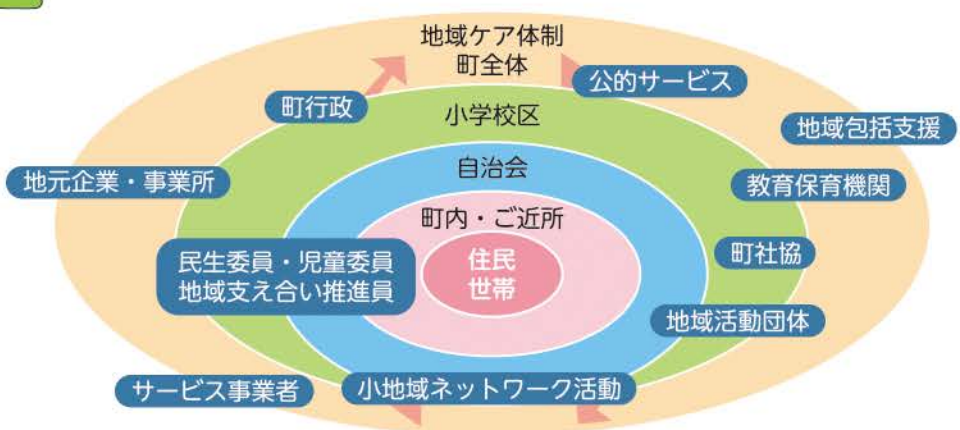 地域ケア体制
町全体
公的サービス
町行政
小学校区
地域包括支援
自治会
地元企業・事業所
教育保育機関
町内・ご近所
民生委員・児童委員
地域支え合い推進員
住民
世帯
町社協
地域活動団体
サービス事業者
小地域ネットワーク活動